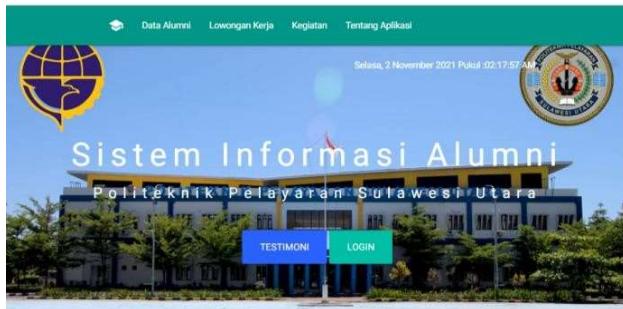 Data Alumni Lowongan Kerja Kegiatan Tentang Aplikasi
Selasa, 2 November 2021 Pukul :02:17:57 AM
Sistem Informasi Alumni
Politeknik Pelayaran Sulawesi Utara
TESTIMONI LOGIN